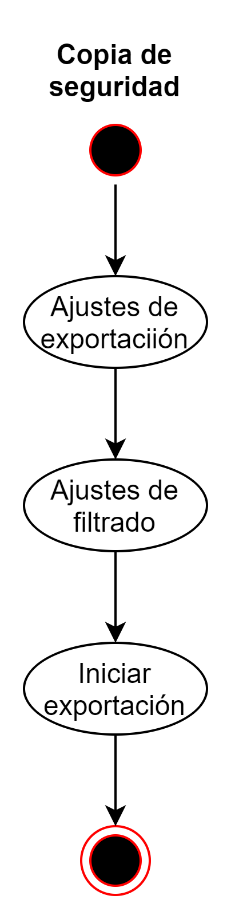 Copia de
seguridad
Ajustes de
exportaciión
Ajustes de
filtrado
Iniciar
exportación